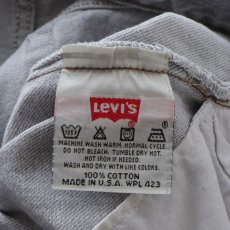 LEVI'S
105F
MACHINE WASH WARM. NORMAL CYCLE.
DO NOT BLEACH. TUMBLE DRY HOT.
HOT IRON IF NEEDED.
WASH AND DRY WITH LIKE COLORS.
100% COTTON
MADE IN U.S.A. WPL 423